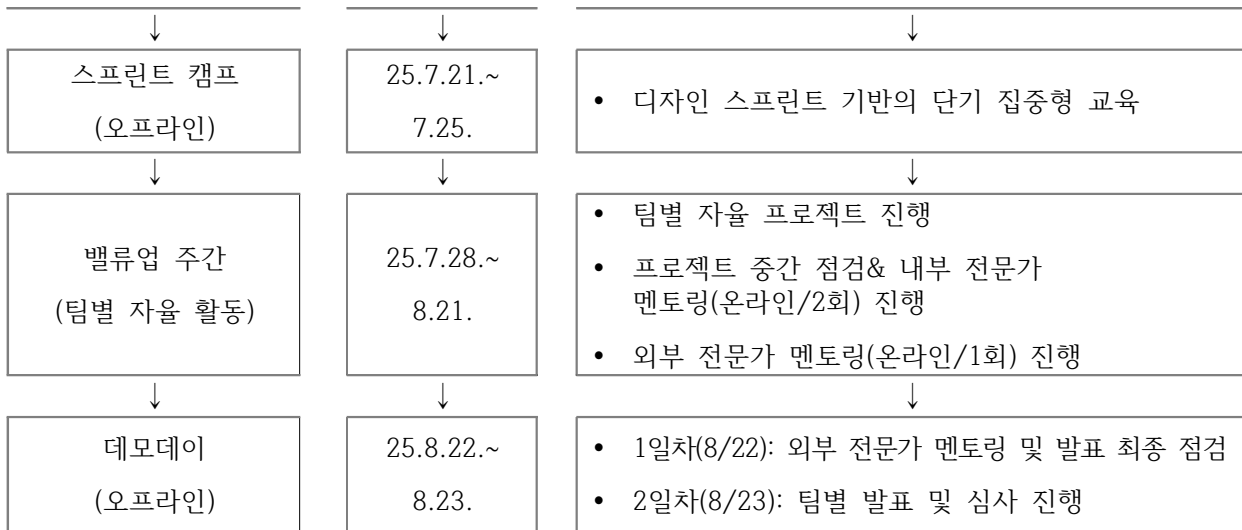 ↓ ↓ ↓
스프린트 캠프
(오프라인)
25.7.21.~
7.25.
• 디자인 스프린트 기반의 단기 집중형 교육
↓ ↓ ↓
밸류업 주간
(팀별 자율 활동)
25.7.28.~
8.21.
• 팀별 자율 프로젝트 진행
• 프로젝트 중간 점검& 내부 전문가
멘토링(온라인/2회) 진행
• 외부 전문가 멘토링(온라인/1회) 진행
↓ ↓ ↓
데모데이
(오프라인)
25.8.22.~
8.23.
• 1일차(8/22): 외부 전문가 멘토링 및 발표 최종 점검
• 2일차(8/23): 팀별 발표 및 심사 진행